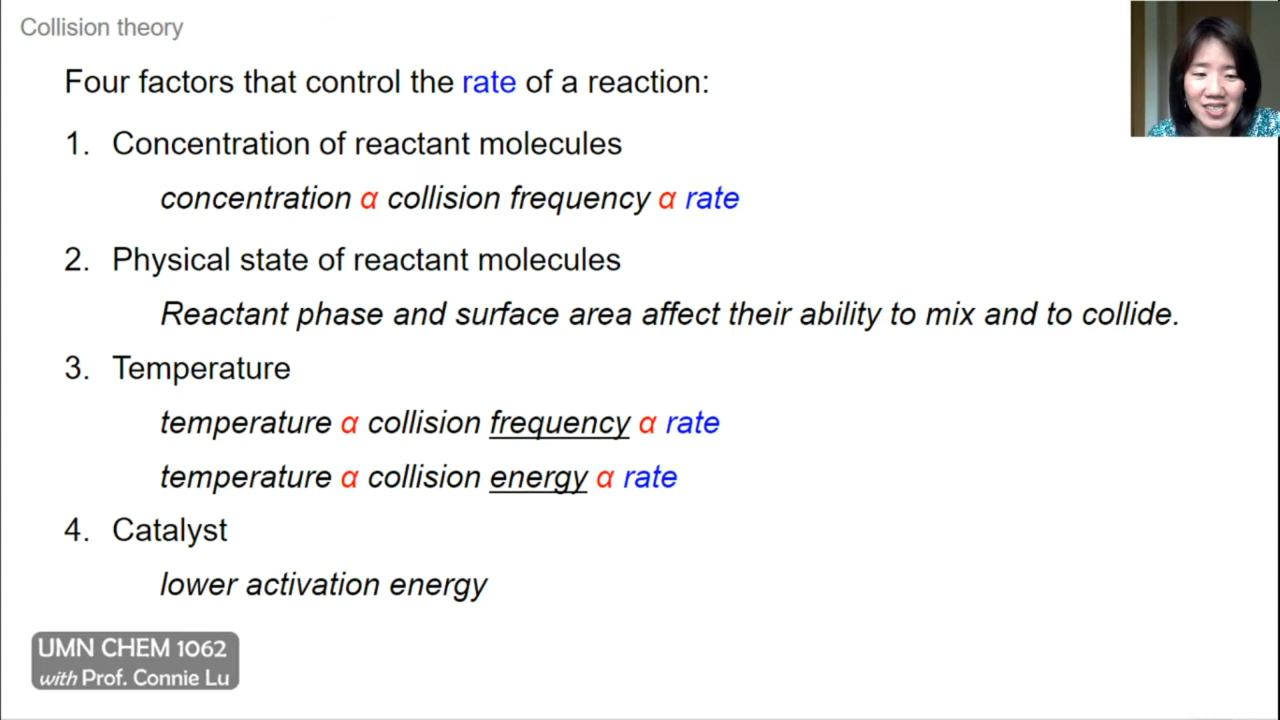 Collision theory
Four factors that control the rate of a reaction:
1. Concentration of reactant molecules
concentration α collision frequency α rate
2. Physical state of reactant molecules
Reactant phase and surface area affect their ability to mix and to collide.
3. Temperature
temperature α collision frequency α rate
temperature α collision energy α rate
4. Catalyst
lower activation energy
UMN CHEM 1062
with Prof. Connie Lu